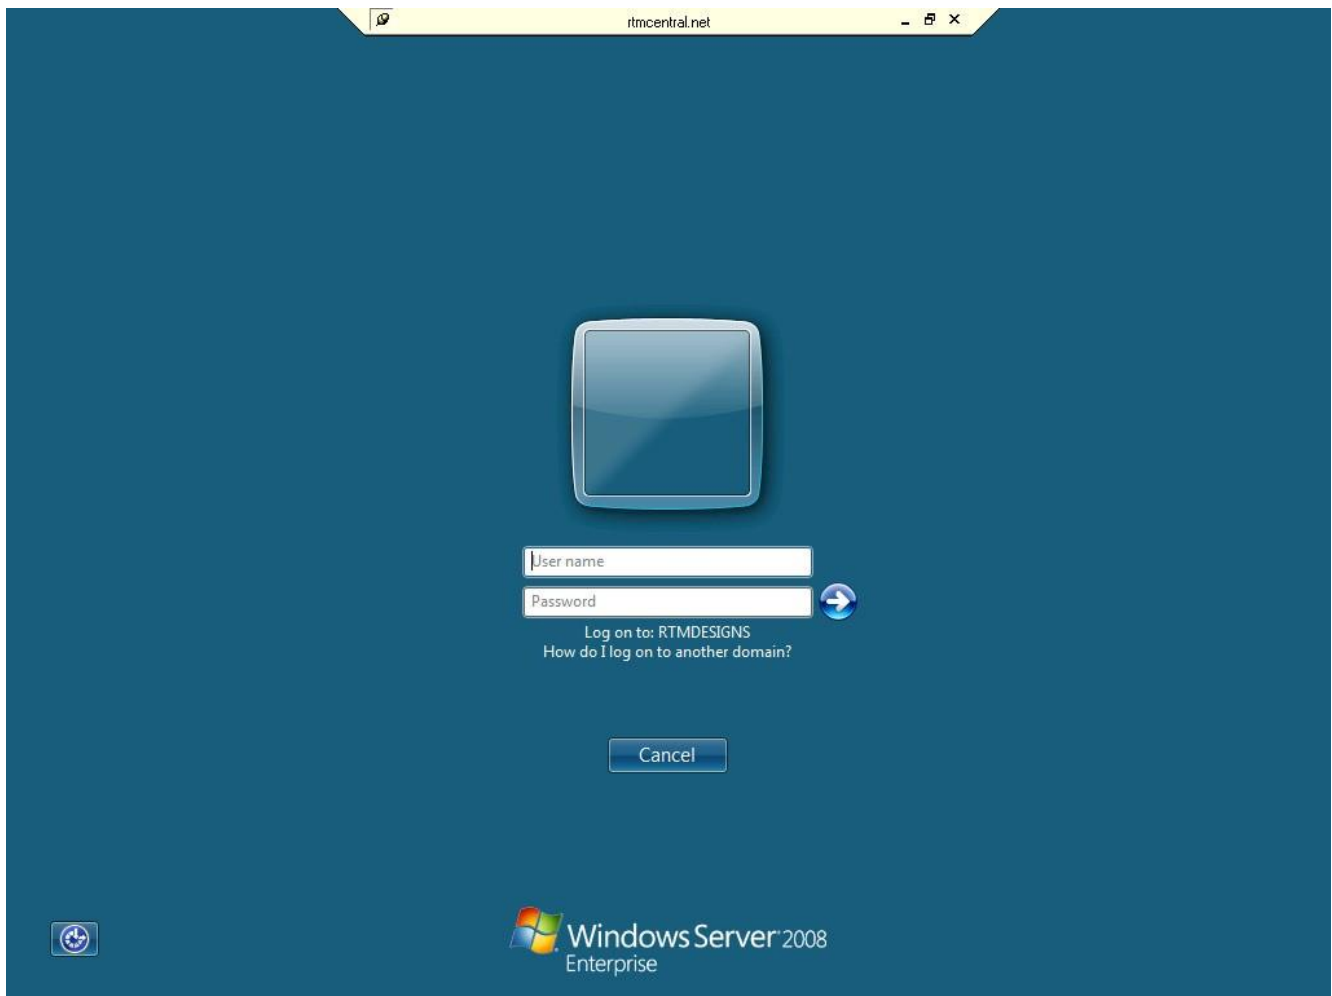 rtmcentral.net
User name
Password
Log on to: RTMDESIGNS
How do I log on to another domain?
Cancel
Windows Server 2008
Enterprise